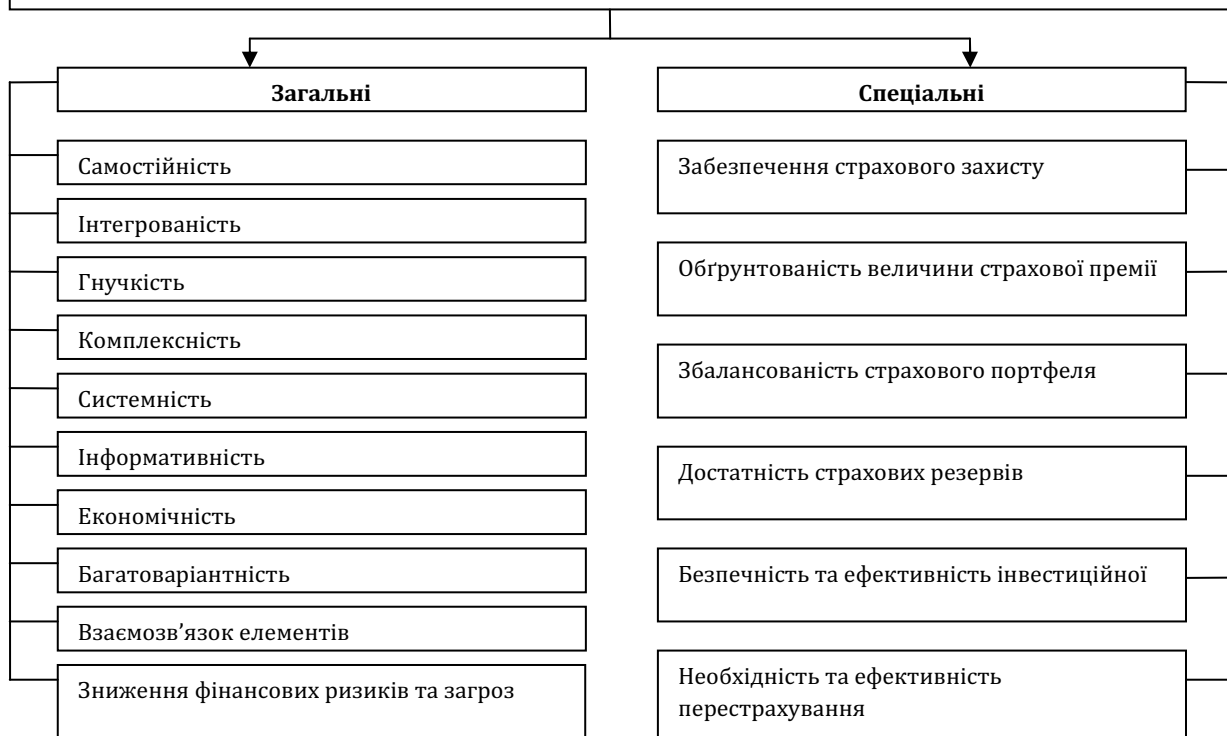 Загальні
Самостійність
Інтегрованість
Гнучкість
Комплексність
Системність
Інформативність
Економічність
Багатоваріантність
Взаємозв’язок елементів
Зниження фінансових ризиків та загроз
Спеціальні
Забезпечення страхового захисту
Обґрунтованість величини страхової премії
Збалансованість страхового портфеля
Достатність страхових резервів
Безпечність та ефективність інвестиційної
Необхідність та ефективність
перестрахування